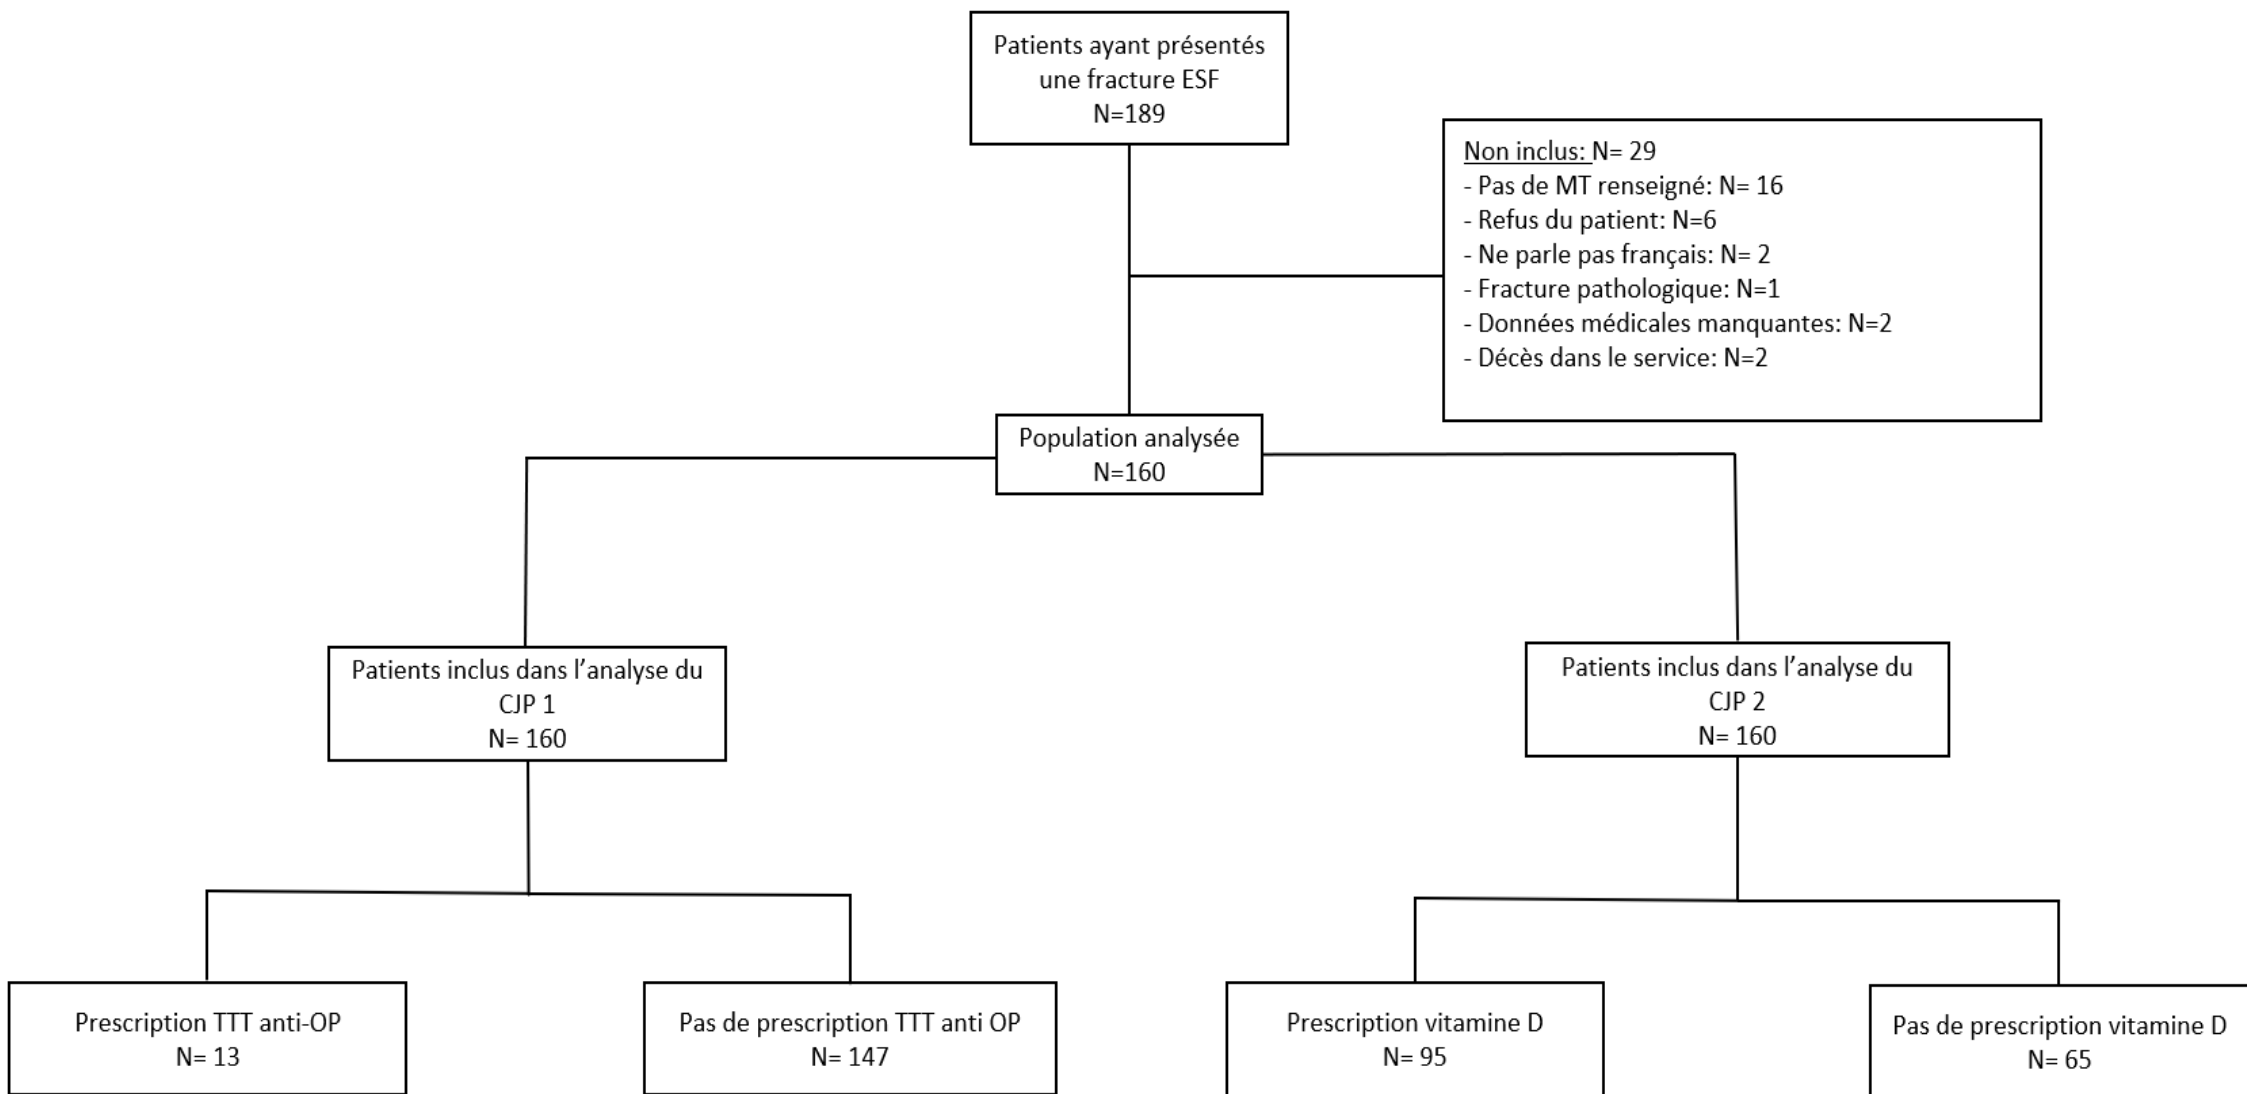 Patients ayant présentés
une fracture ESF
N=189
Non inclus: N= 29
- Pas de MT renseigné: N= 16
- Refus du patient: N=6
- Ne parle pas français: N= 2
- Fracture pathologique: N=1
- Données médicales manquantes: N=2
- Décès dans le service: N=2
Population analysée
N=160
Patients inclus dans l’analyse du
CJP 1
N= 160
Patients inclus dans l’analyse du
CJP 2
N= 160
Prescription TTT anti-OP
N= 13
Pas de prescription TTT anti OP
N= 147
Prescription vitamine D
N= 95
Pas de prescription vitamine D
N= 65